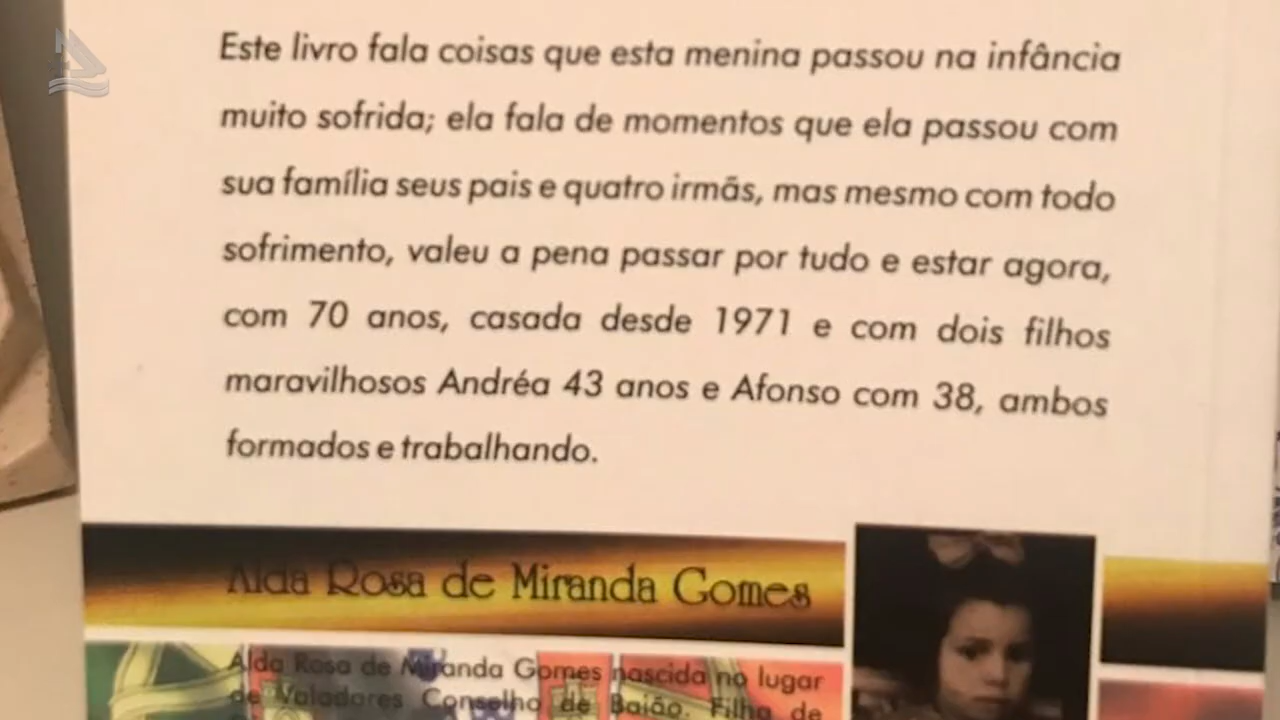 Este livro fala coisas que esta menina passou na infância
muito sofrida; ela fala de momentos que ela passou com
sua família seus pais e quatro irmãs, mas mesmo com todo
sofrimento, valeu a pena passar por tudo e estar agora,
com 70 anos, casada desde 1971 e com dois filhos
maravilhosos Andréa 43 anos e Afonso com 38, ambos
formados e trabalhando.
Alda Rosa de Miranda Gomes
Alda Rosa de Miranda Gomes nascida no lugar
de Valadares Conselho de Baião. Filha de